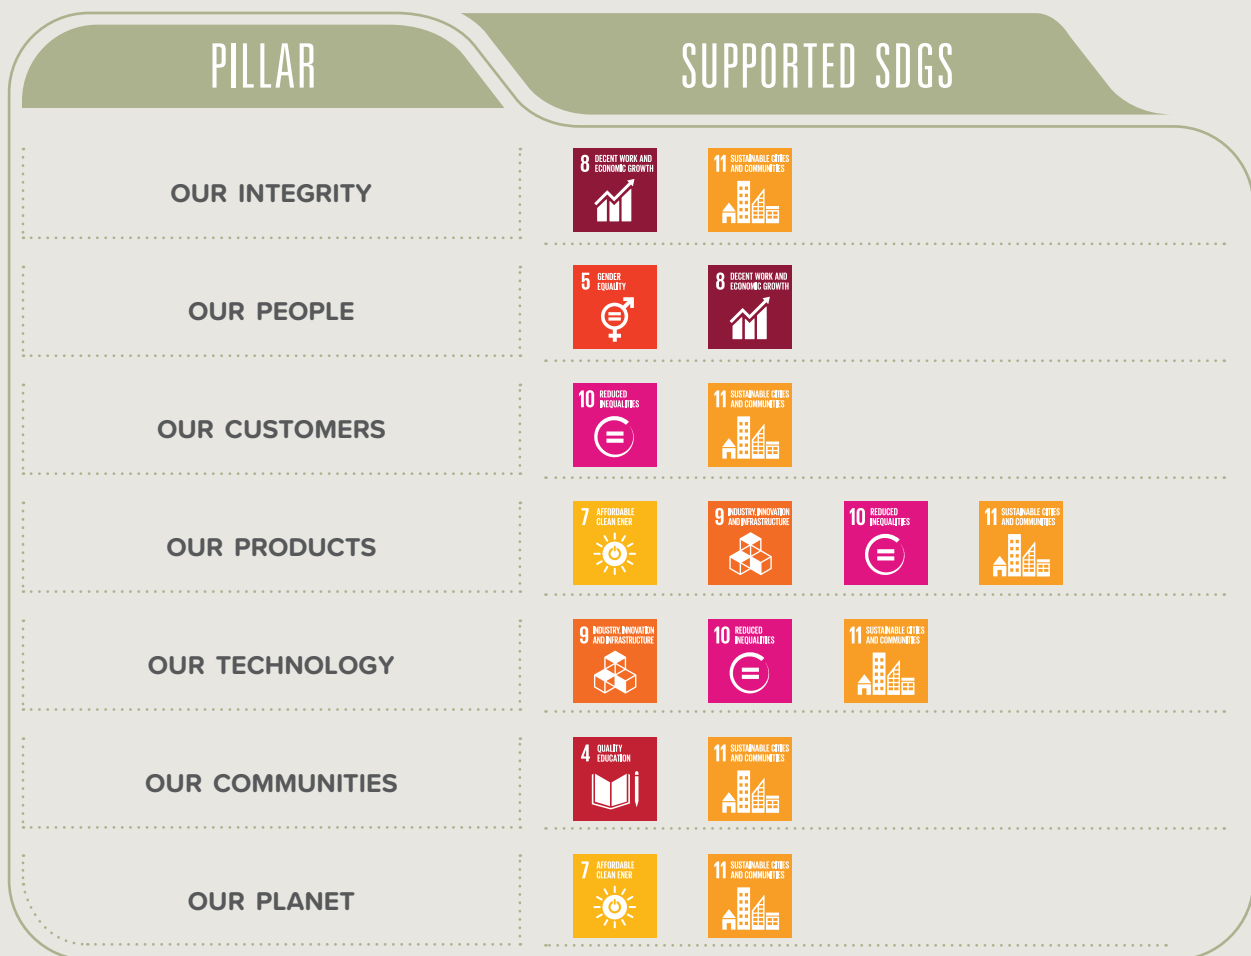 PILLAR
SUPPORTED SDGS
OUR INTEGRITY
8 DECENT WORK AND
ECONOMIC GROWTH
11 SUSTAINABLE CITIES
AND COMMUNITIES
OUR PEOPLE
5 GENDER
EQUALITY
8 DECENT WORK AND
ECONOMIC GROWTH
OUR CUSTOMERS
10 REDUCED
INEQUALITIES
11 SUSTAINABLE CITIES
AND COMMUNITIES
OUR PRODUCTS
7 AFFORDABLE
CLEAN ENER
9 INDUSTRY, INNOVATION
AND INFRASTRUCTURE
10 REDUCED
INEQUALITIES
11 SUSTAINABLE CITIES
AND COMMUNITIES
OUR TECHNOLOGY
9 INDUSTRY, INNOVATION
AND INFRASTRUCTURE
10 REDUCED
INEQUALITIES
11 SUSTAINABLE CITIES
AND COMMUNITIES
OUR COMMUNITIES
4 QUALITY
EDUCATION
11 SUSTAINABLE CITIES
AND COMMUNITIES
OUR PLANET
7 AFFORDABLE
CLEAN ENER
11 SUSTAINABLE CITIES
AND COMMUNITIES